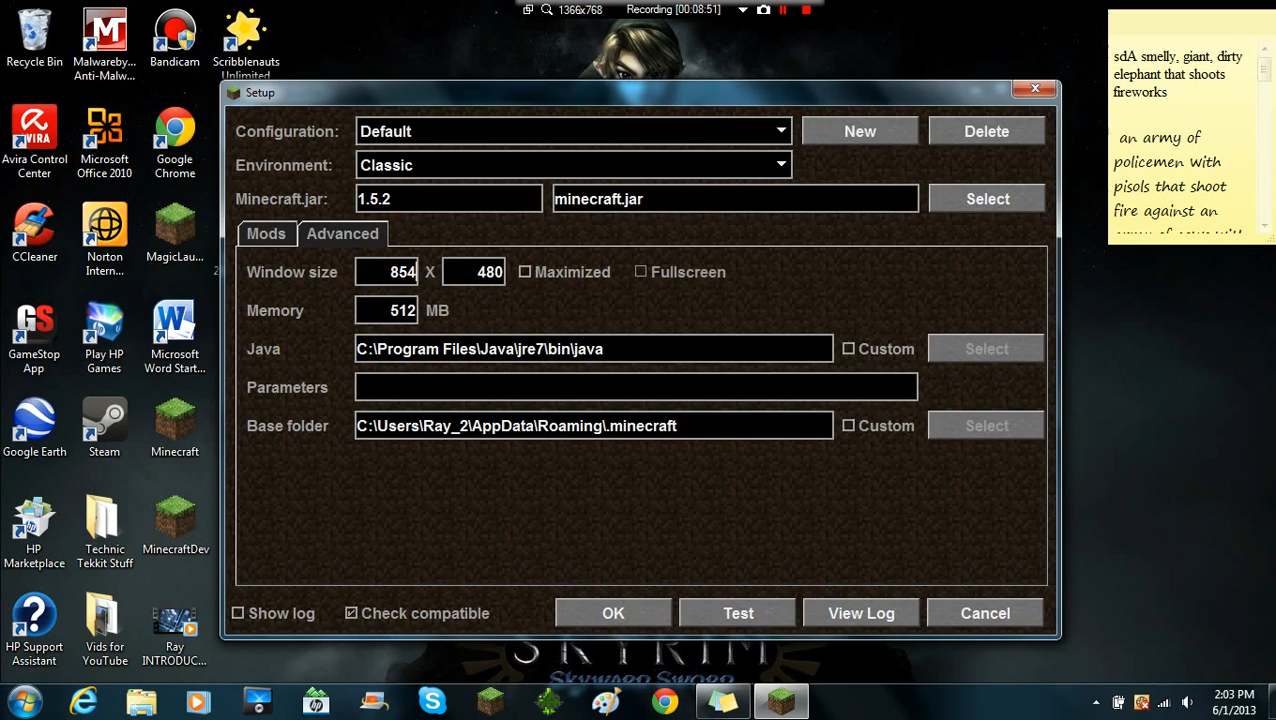 1366x768 Recording [00:08:51]
Recycle Bin
Malwareby... Anti-Malw...
Bandicam
Scribblenauts Unlimited
Avira Control Center
Microsoft Office 2010
Google Chrome
CCleaner
Norton Intern...
MagicLau...
GameStop App
Play HP Games
Microsoft Word Start...
Google Earth
Steam
Minecraft
HP Marketplace
Technic Tekkit Stuff
MinecraftDev
HP Support Assistant
Vids for YouTube
Ray INTRODUC...
Setup
Configuration: Default New Delete
Environment: Classic
Minecraft.jar: 1.5.2 minecraft.jar Select
Mods Advanced
Window size 854 X 480 Maximized Fullscreen
Memory 512 MB
Java C:\Program Files\Java\jre7\bin\java Custom Select
Parameters
Base folder C:\Users\Ray_2\AppData\Roaming\.minecraft Custom Select
Show log Check compatible OK Test View Log Cancel
SKYRIM
Skyward Sword
sdA smelly, giant, dirty
elephant that shoots
fireworks
an army of
policemen with
pisols that shoot
fire against an
2:03 PM
6/1/2013